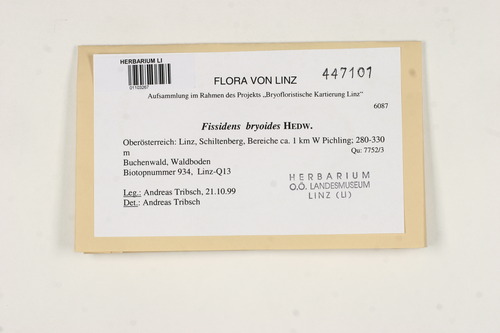 HERBARIUM LI
01103267
FLORA VON LINZ
447101
Aufsammlung im Rahmen des Projekts „Bryofloristische Kartierung Linz“
6087
Fissidens bryoides HEDW.
Oberösterreich: Linz, Schiltenberg, Bereiche ca. 1 km W Pichling; 280-330
m
Qu: 7752/3
Buchenwald, Waldboden
Biotopnummer 934, Linz-Q13
HERBARIUM
O.Ö. LANDESMUSEUM
LINZ (LI)
Leg.: Andreas Tribsch, 21.10.99
Det.: Andreas Tribsch